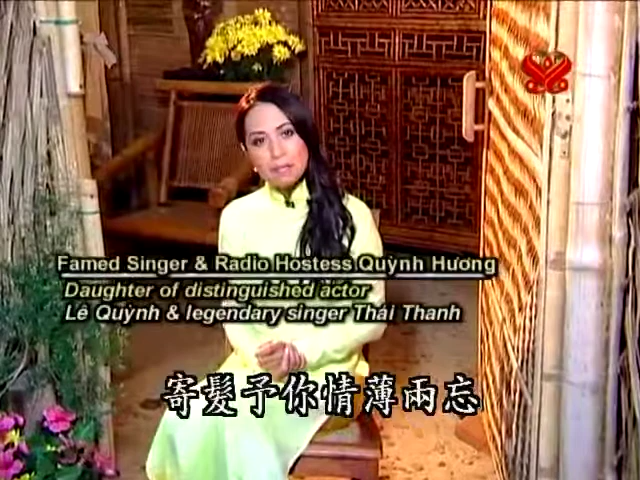 Famed Singer & Radio Hostess Quỳnh Hương
Daughter of distinguished actor
Lê Quỳnh & legendary singer Thái Thanh
寄髮予你情薄兩忘